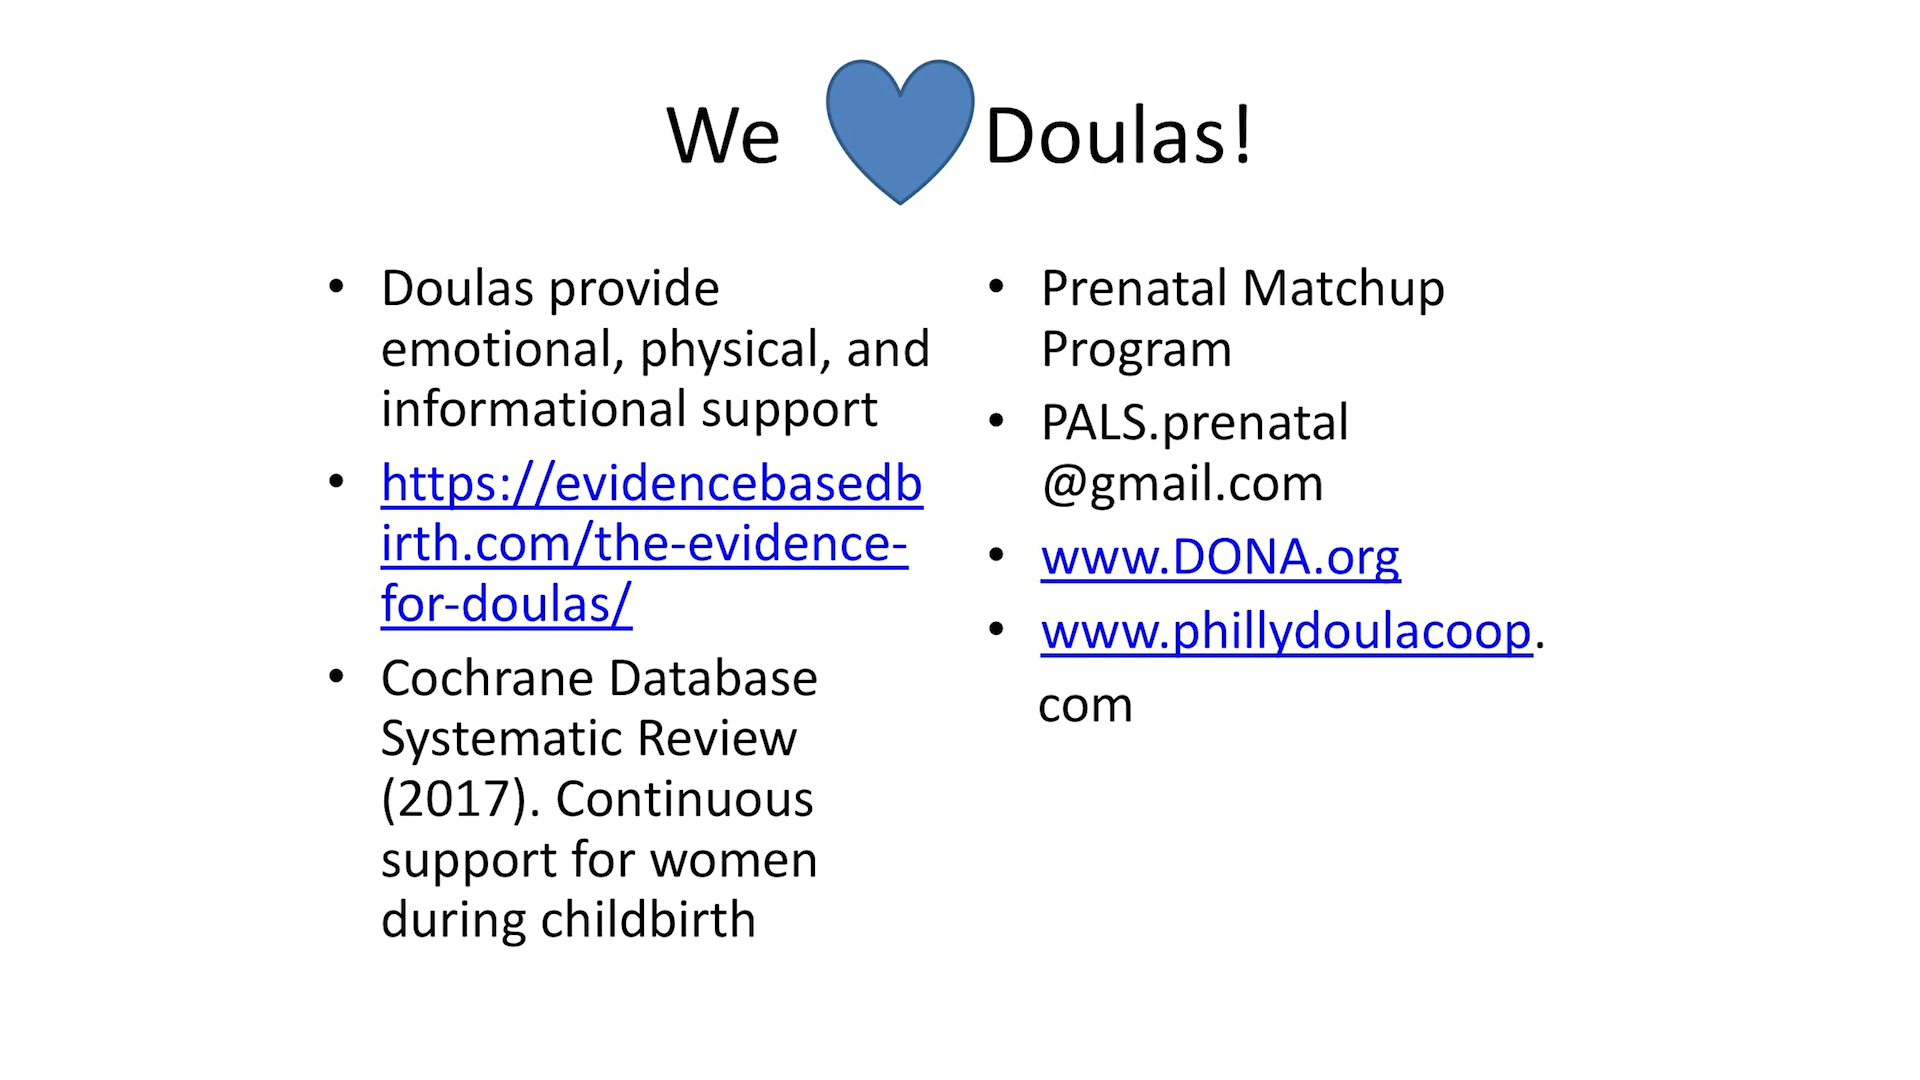 We Doulas!
• Doulas provide
emotional, physical, and
informational support
• https://evidencebasedb
irth.com/the-evidence-
for-doulas/
• Cochrane Database
Systematic Review
(2017). Continuous
support for women
during childbirth
• Prenatal Matchup
Program
• PALS.prenatal
@gmail.com
• www.DONA.org
• www.phillydoulacoop.
com